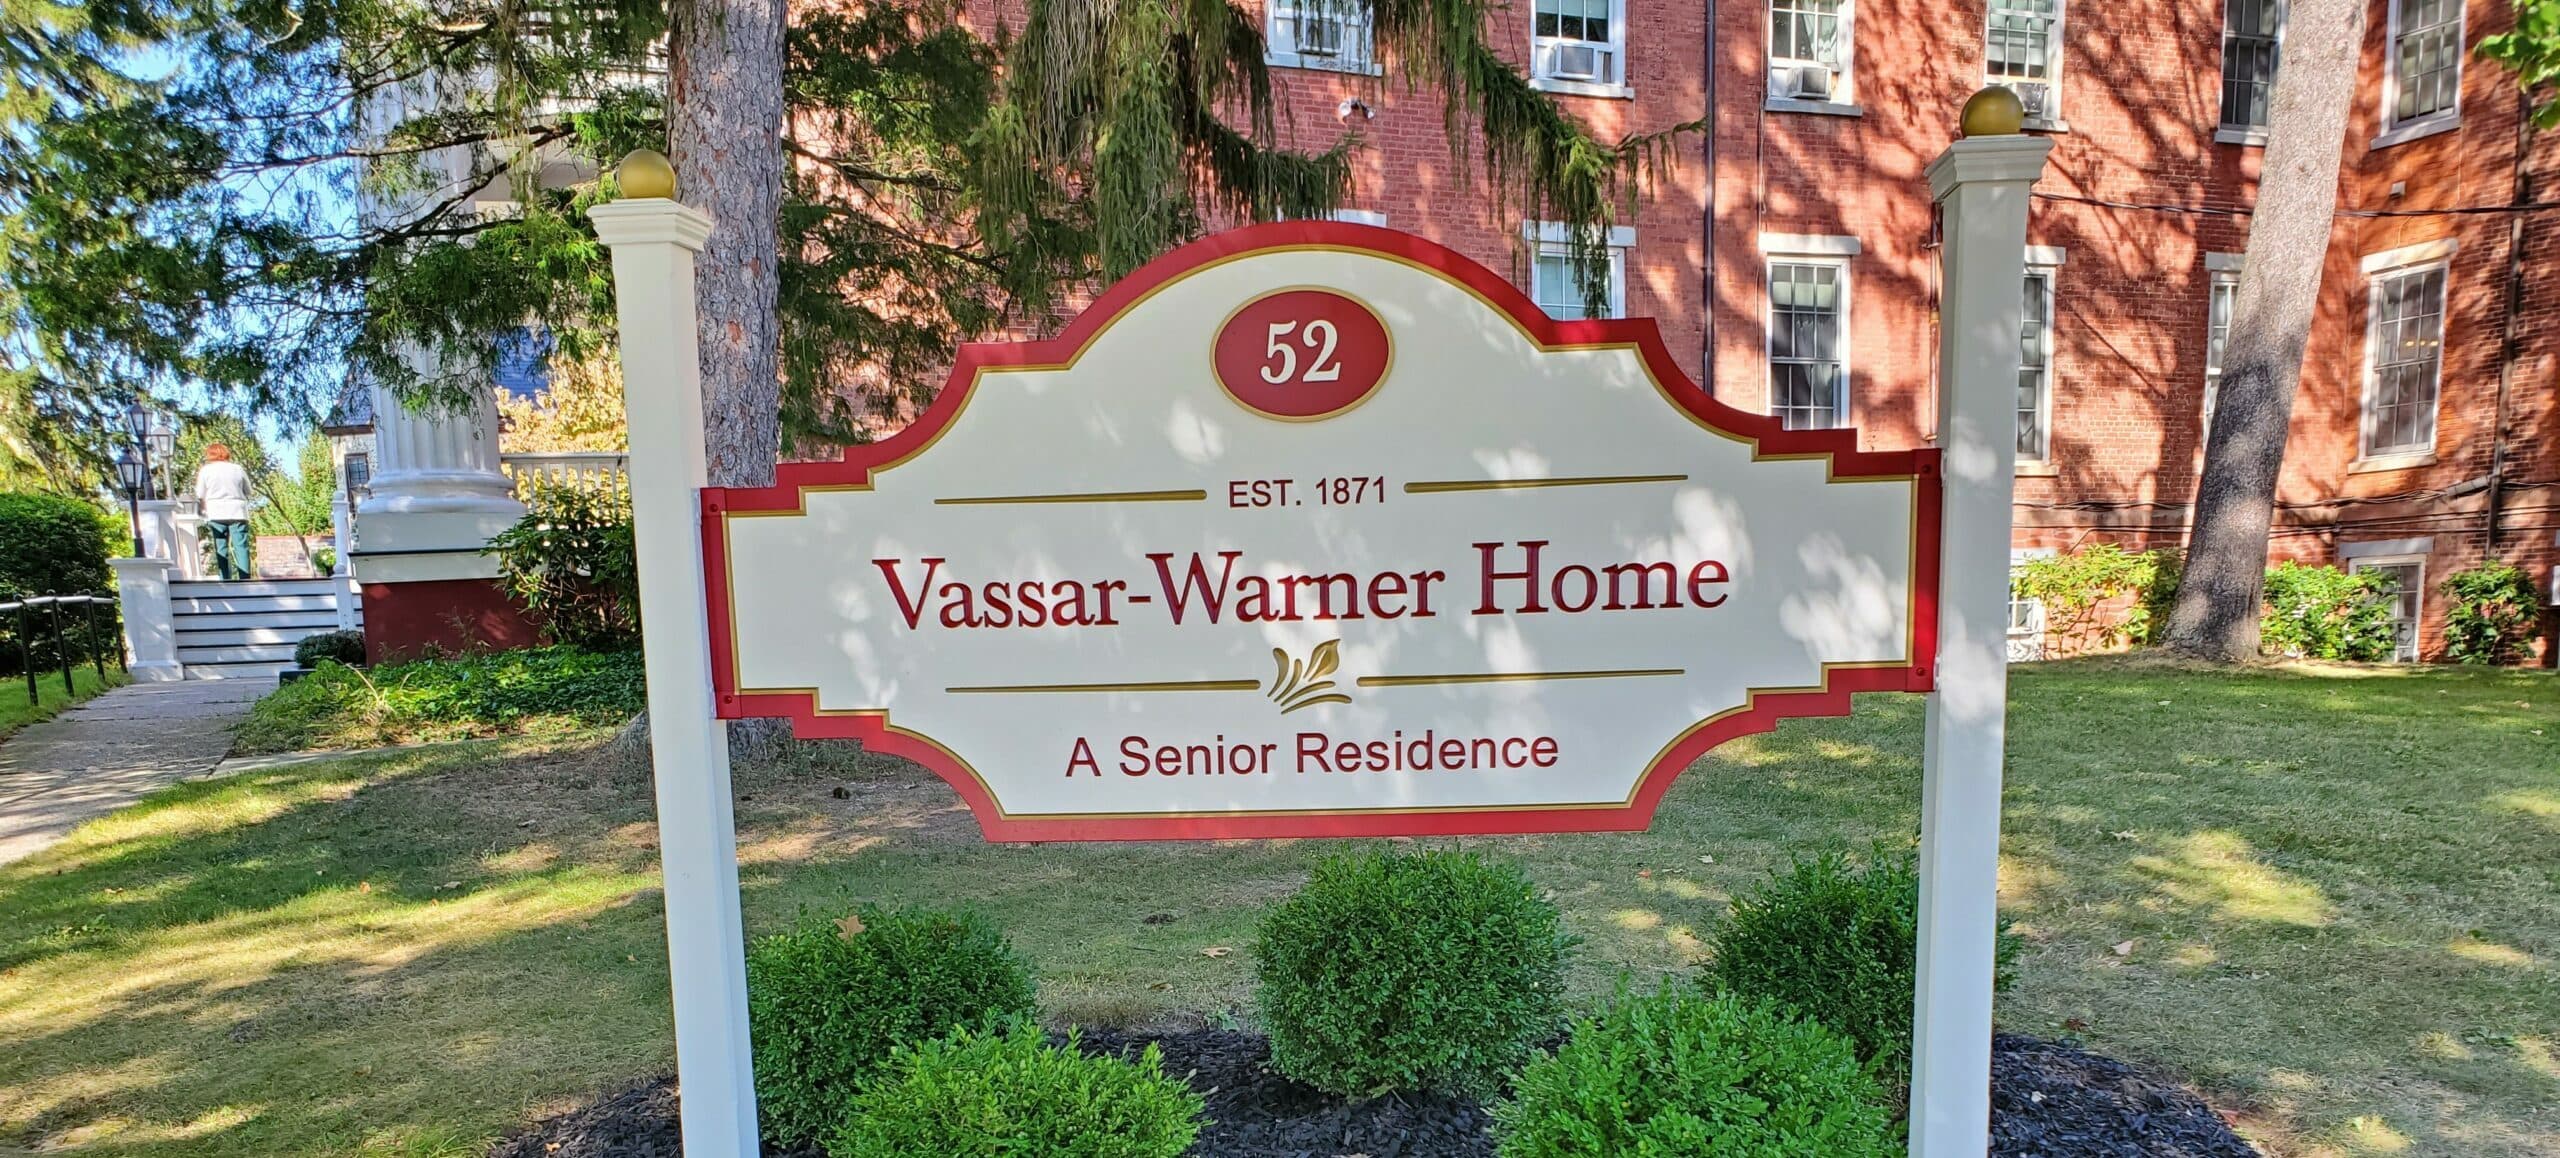 52
EST. 1871
Vassar-Warner Home
A Senior Residence